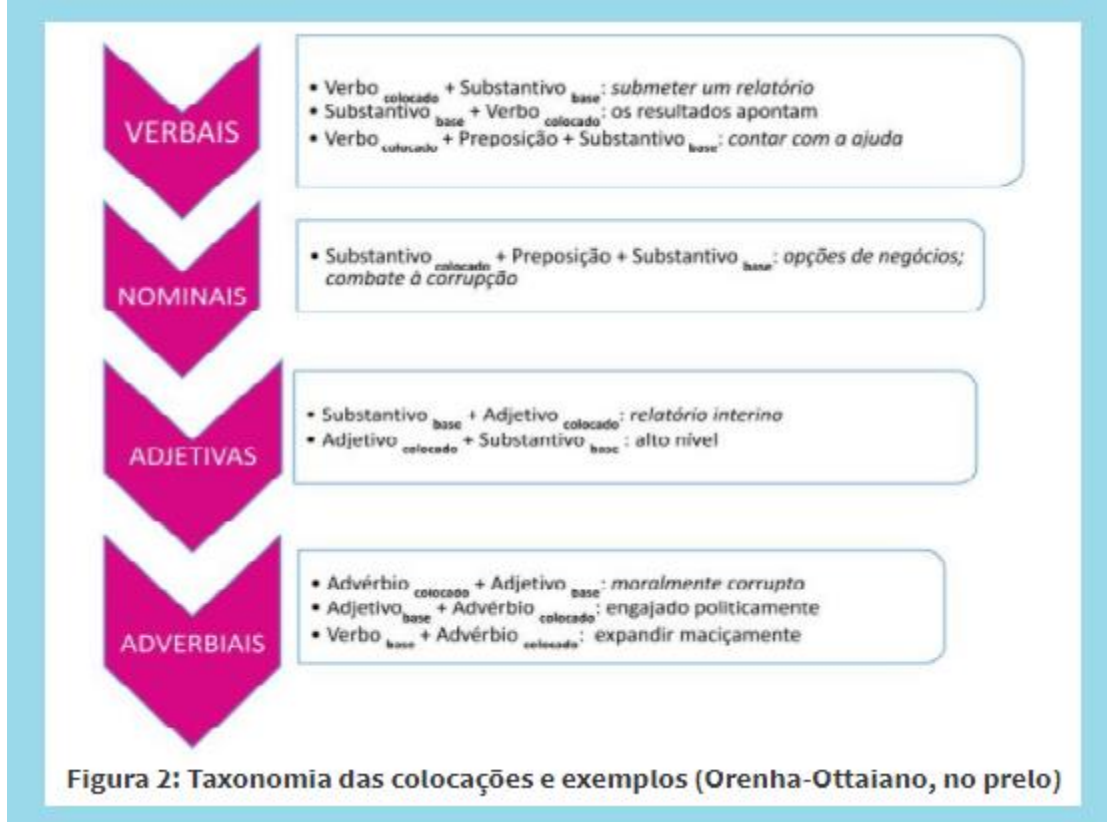 VERBAIS
• Verbo colocado + Substantivo base: submeter um relatório
• Substantivo base + Verbo colocado: os resultados apontam
• Verbo colocado + Preposição + Substantivo base: contar com a ajuda
NOMINAIS
• Substantivo colocado + Preposição + Substantivo base: opções de negócios;
combate à corrupção
ADJETIVAS
• Substantivo base + Adjetivo colocado: relatório interino
• Adjetivo colocado + Substantivo base : alto nível
ADVERBIAIS
• Advérbio colocado + Adjetivo base: moralmente corrupto
• Adjetivo base + Advérbio colocado: engajado politicamente
• Verbo base + Advérbio colocado: expandir maciçamente
Figura 2: Taxonomia das colocações e exemplos (Orenha-Ottaiano, no prelo)